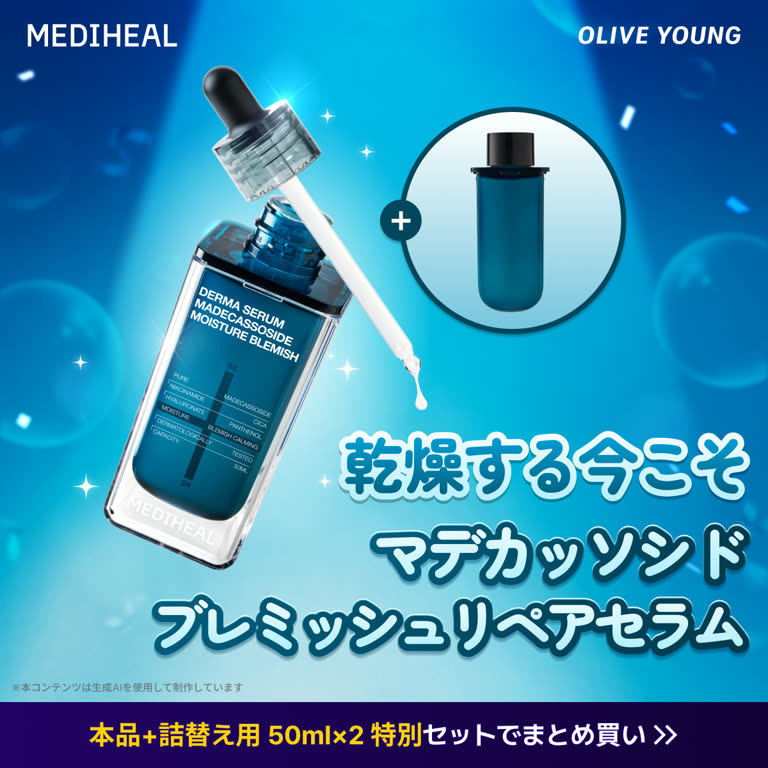 MEDIHEAL
OLIVE YOUNG
DERMA SERUM
MADECASSOSIDE
MOISTURE BLEMISH
98
PURE
NIACINAMIDE MADECASSOSIDE
HYALURONATE CICA
MOISTURE PANTHENOL
DERMATOLOGICALLY BLEMISH CALMING
CAPACITY TESTED
50ML
24
MEDIHEAL
+
乾燥する今こそ
マデカッソシド
ブレミッシュリペアセラム
※本コンテンツは生成AIを使用して制作しています
本品+詰替え用 50ml×2 特別セットでまとめ買い >>